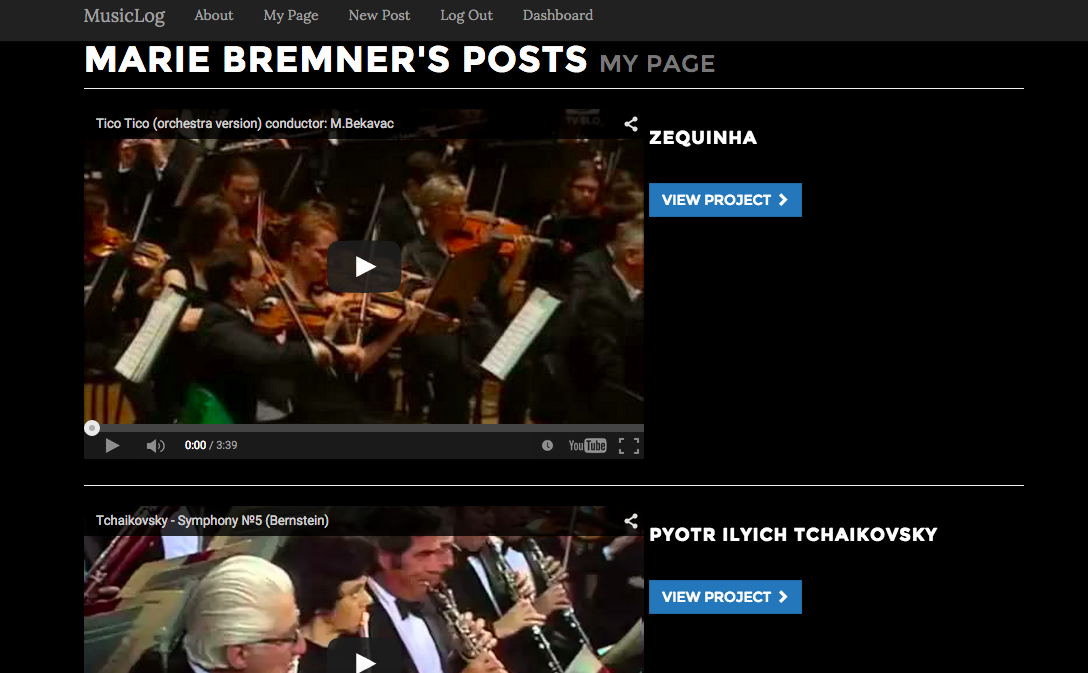 MusicLog About My Page New Post Log Out Dashboard
MARIE BREMNER'S POSTS MY PAGE
Tico Tico (orchestra version) conductor: M.Bekavac
ZEQUINHA
VIEW PROJECT
0:00 / 3:39
YouTube
Tchaikovsky - Symphony №5 (Bernstein)
PYOTR ILYICH TCHAIKOVSKY
VIEW PROJECT